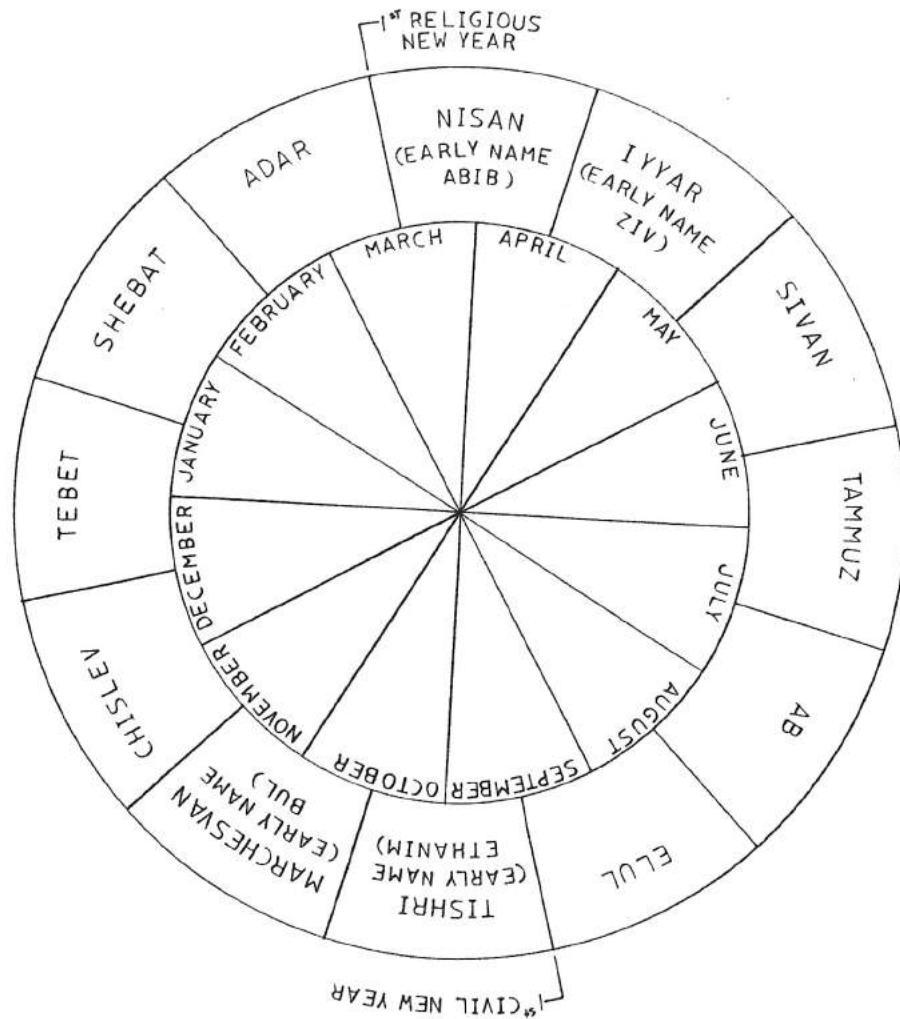 1ST RELIGIOUS
NEW YEAR
NISAN
(EARLY NAME
ABIB)
IYYAR
(EARLY NAME
ZIV)
SIVAN
TAMMUZ
AB
ELUL
TISHRI
(EARLY NAME
ETHANIM)
MARCHESVAN
(EARLY NAME
BUL)
CHISLEV
TEBET
SHEBAT
ADAR
MARCH
APRIL
MAY
JUNE
JULY
AUGUST
SEPTEMBER
OCTOBER
NOVEMBER
DECEMBER
JANUARY
FEBRUARY
1ST CIVIL NEW YEAR